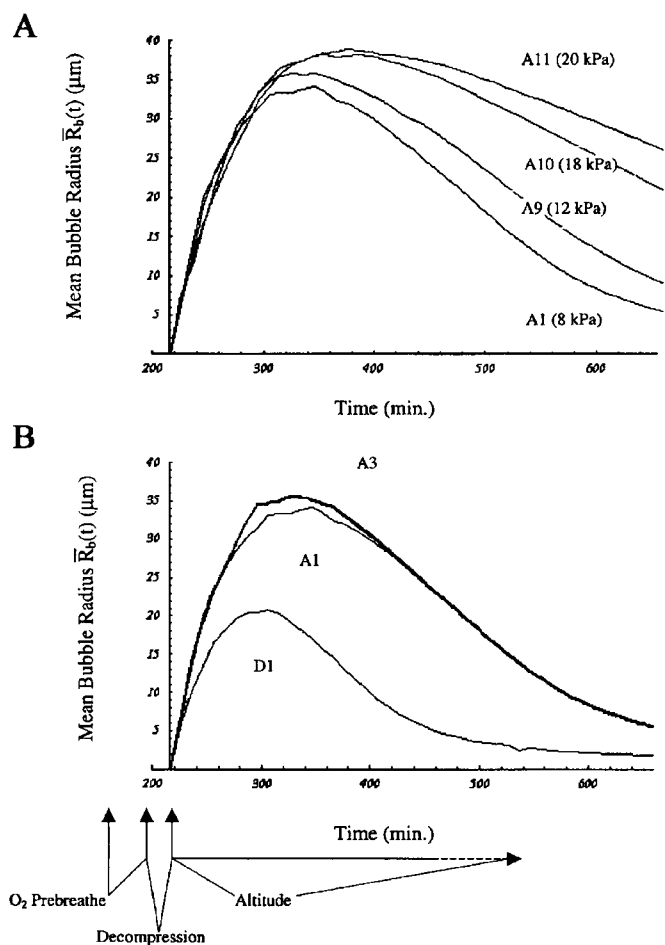 A
Mean Bubble Radius R̅b(t) (µm)
40
35
30
25
20
15
10
5
A11 (20 kPa)
A10 (18 kPa)
A9 (12 kPa)
A1 (8 kPa)
200
300
400
500
600
Time (min.)
B
Mean Bubble Radius R̅b(t) (µm)
40
35
30
25
20
15
10
5
A3
A1
D1
200
300
400
500
600
Time (min.)
O2 Prebreathe
Altitude
Decompression